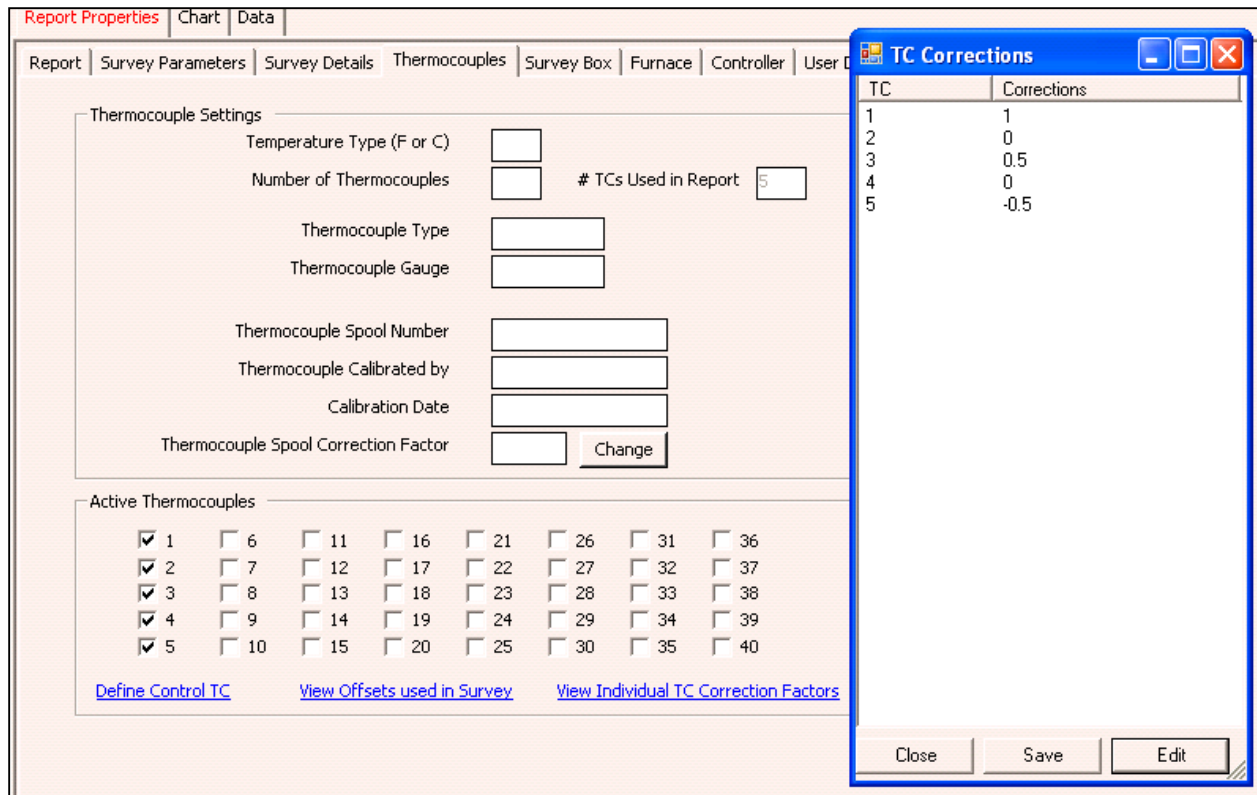 Report Properties Chart Data
Report Survey Parameters Survey Details Thermocouples Survey Box Furnace Controller User
Thermocouple Settings
Temperature Type (F or C)
Number of Thermocouples # TCs Used in Report 5
Thermocouple Type
Thermocouple Gauge
Thermocouple Spool Number
Thermocouple Calibrated by
Calibration Date
Thermocouple Spool Correction Factor Change
Active Thermocouples
1 6 11 16 21 26 31 36
2 7 12 17 22 27 32 37
3 8 13 18 23 28 33 38
4 9 14 19 24 29 34 39
5 10 15 20 25 30 35 40
Define Control TC View Offsets used in Survey View Individual TC Correction Factors
TC Corrections
TC Corrections
1 1
2 0
3 0.5
4 0
5 -0.5
Close Save Edit